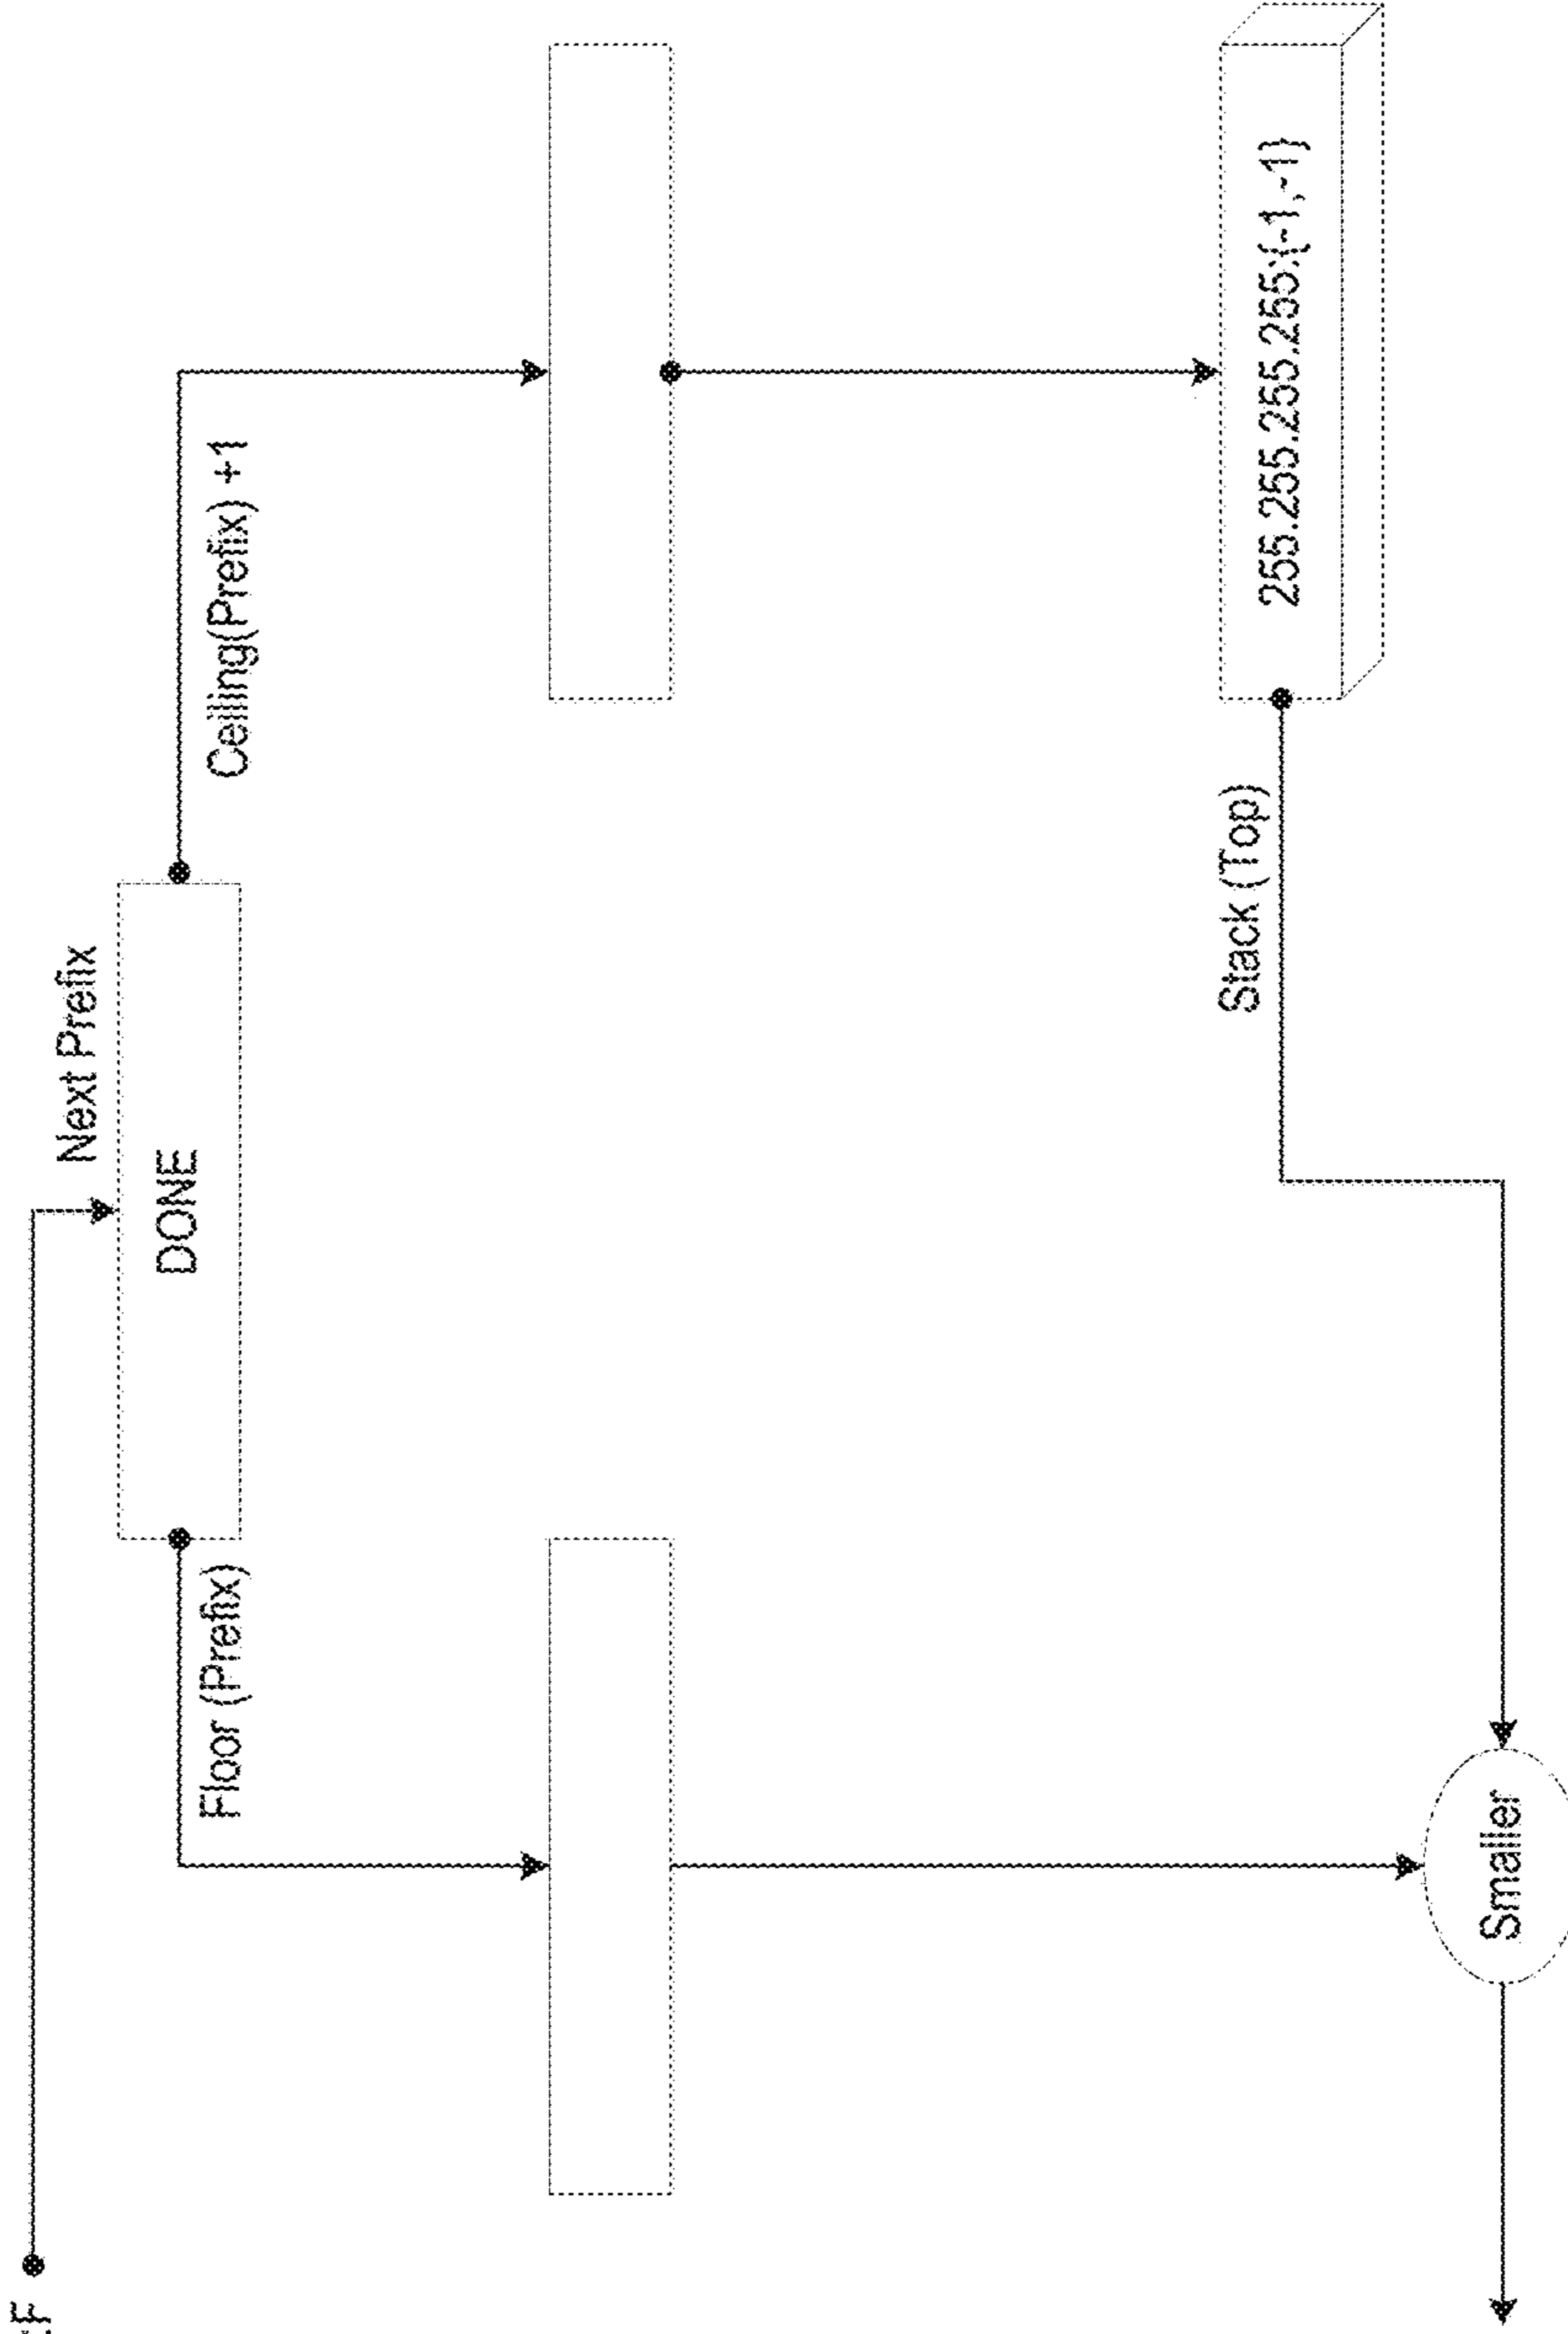 Next Prefix
DONE
Floor (Prefix)
Ceiling(Prefix) +1
Stack (Top)
255.255.255.255:{-1,-1}
Smaller